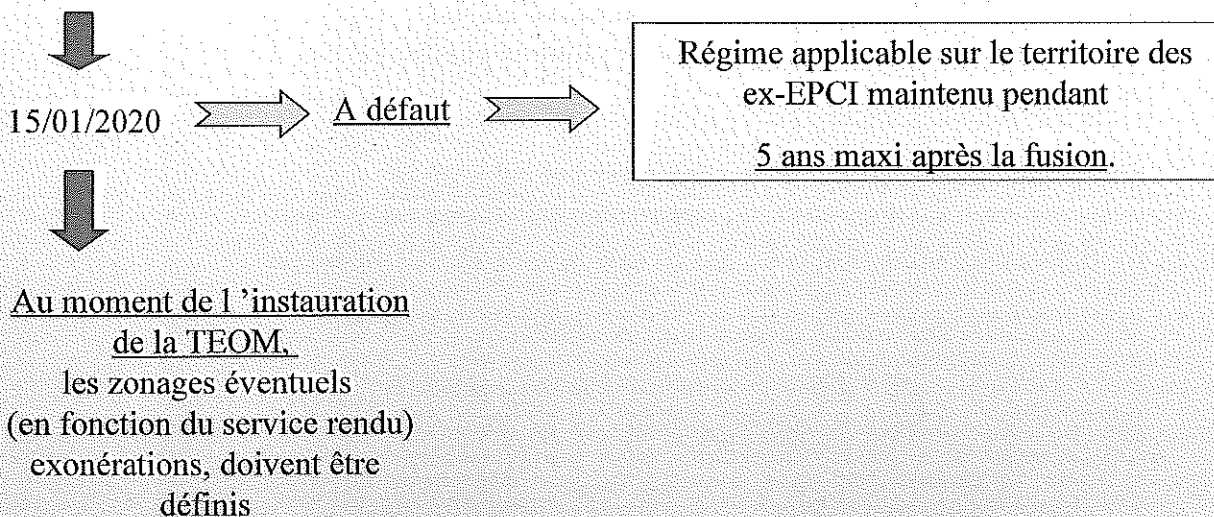 15/01/2020
A défaut
Régime applicable sur le territoire des
ex-EPCI maintenu pendant
5 ans maxi après la fusion.
Au moment de l ’instauration
de la TEOM,
les zonages éventuels
(en fonction du service rendu)
exonérations, doivent être
définis